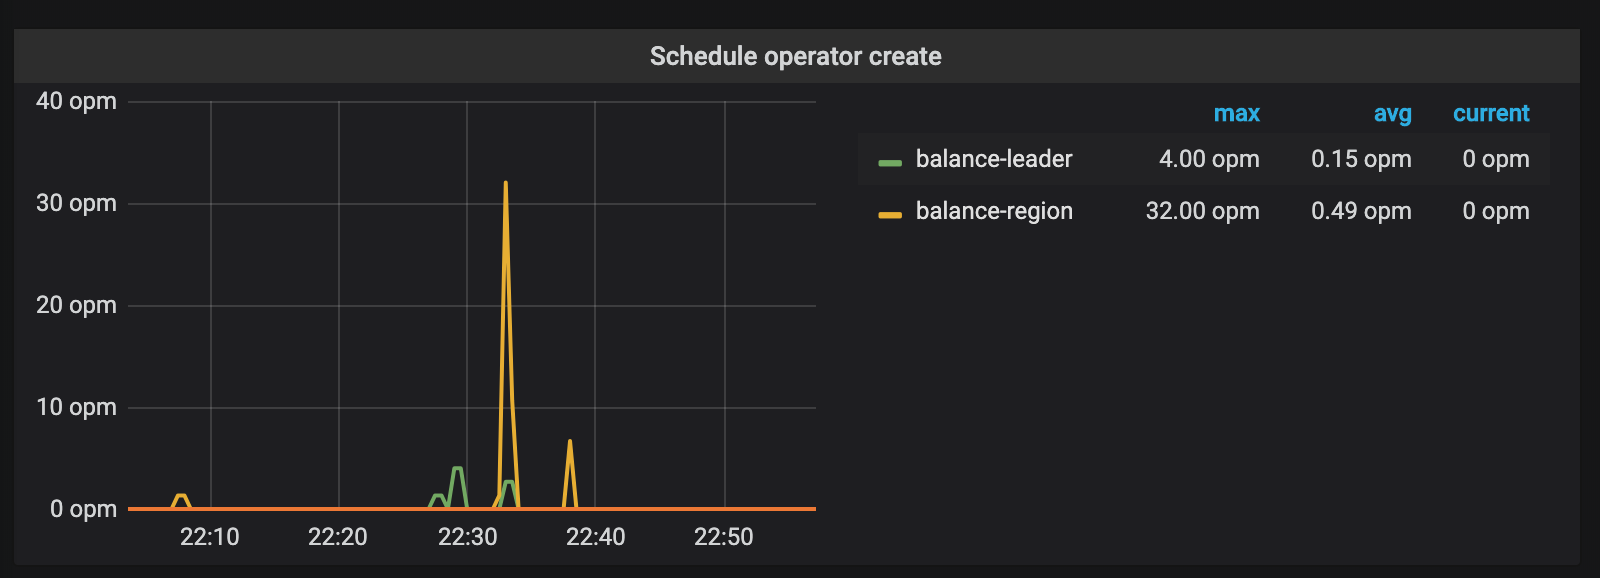 Schedule operator create
40 opm
30 opm
20 opm
10 opm
0 opm
22:10 22:20 22:30 22:40 22:50
max avg current
balance-leader 4.00 opm 0.15 opm 0 opm
balance-region 32.00 opm 0.49 opm 0 opm